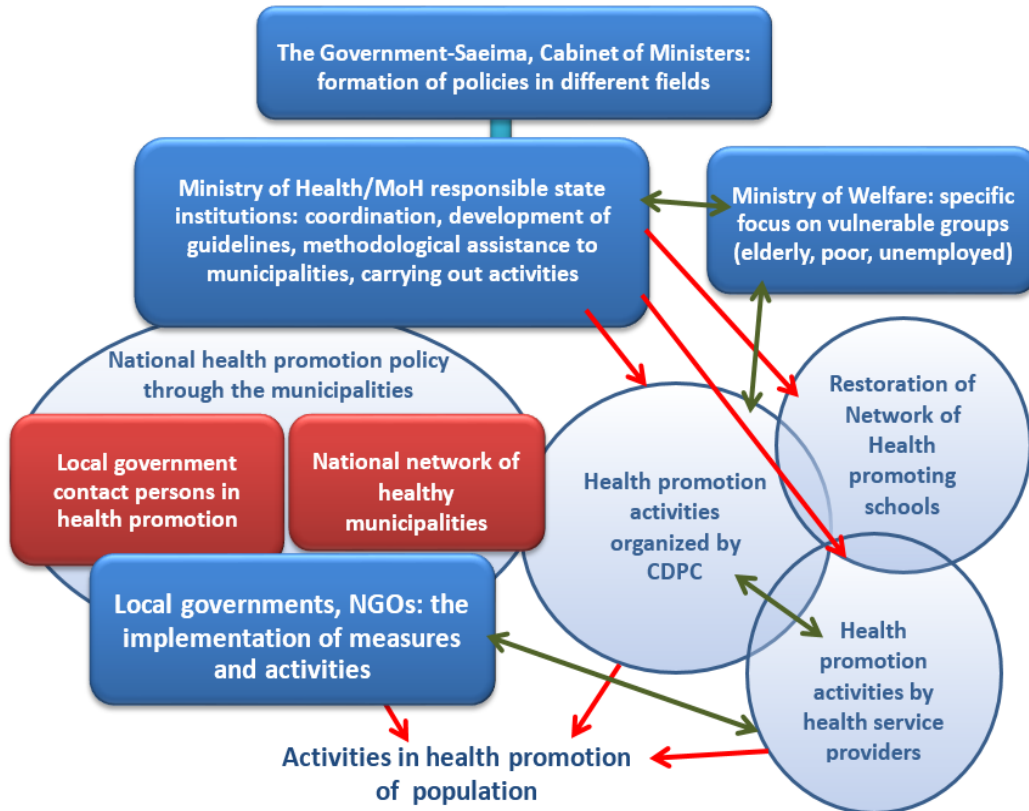 The Government-Saeima, Cabinet of Ministers:
formation of policies in different fields
Ministry of Health/MoH responsible state
institutions: coordination, development of
guidelines, methodological assistance to
municipalities, carrying out activities
Ministry of Welfare: specific
focus on vulnerable groups
(elderly, poor, unemployed)
National health promotion policy
through the municipalities
Local government
contact persons in
health promotion
National network of
healthy
municipalities
Health promotion
activities
organized by
CDPC
Restoration of
Network of
Health
promoting
schools
Local governments, NGOs: the
implementation of measures
and activities
Health
promotion
activities by
health service
providers
Activities in health promotion
of population